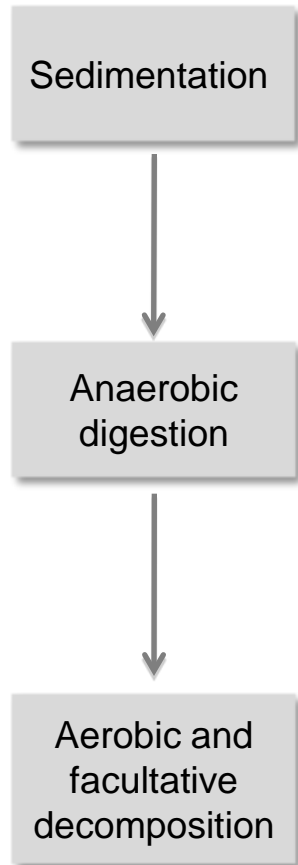 Sedimentation
Anaerobic
digestion
Aerobic and
facultative
decomposition